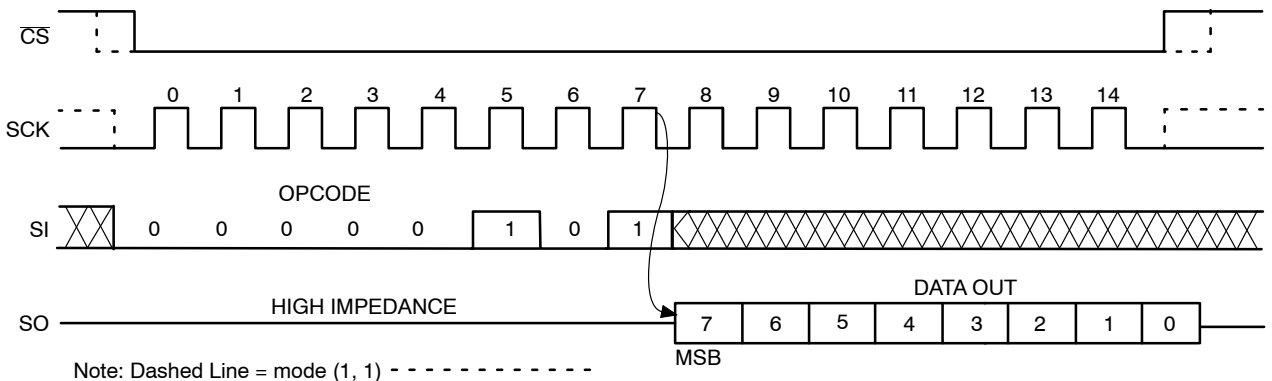 CS
0 1 2 3 4 5 6 7 8 9 10 11 12 13 14
SCK
OPCODE
SI 0 0 0 0 0 1 0 1
DATA OUT
HIGH IMPEDANCE
SO 7 6 5 4 3 2 1 0
MSB
Note: Dashed Line = mode (1, 1)